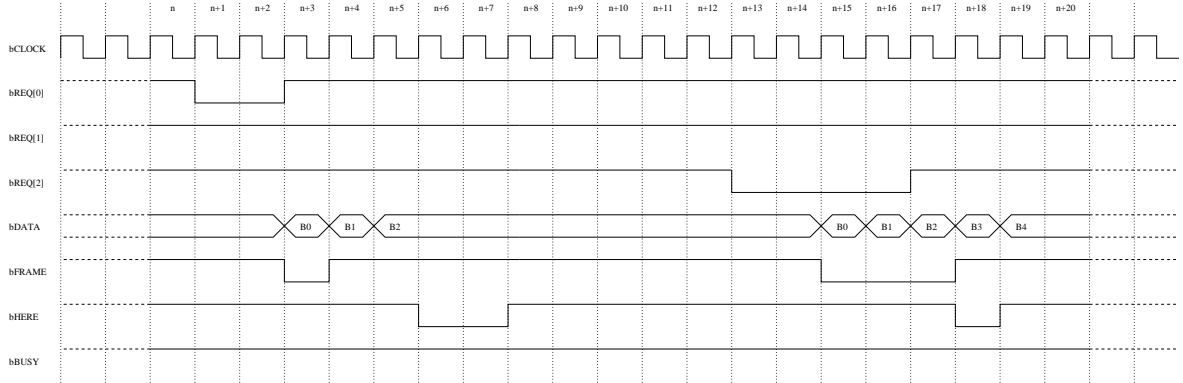 n n+1 n+2 n+3 n+4 n+5 n+6 n+7 n+8 n+9 n+10 n+11 n+12 n+13 n+14 n+15 n+16 n+17 n+18 n+19 n+20
bCLOCK
bREQ[0]
bREQ[1]
bREQ[2]
bDATA B0 B1 B2 B0 B1 B2 B3 B4
bFRAME
bHERE
bBUSY